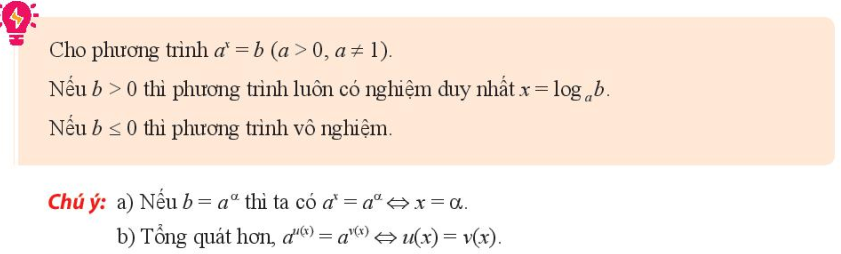 Cho phương trình aˣ = b (a > 0, a ≠ 1).
Nếu b > 0 thì phương trình luôn có nghiệm duy nhất x = logₐb.
Nếu b ≤ 0 thì phương trình vô nghiệm.
Chú ý: a) Nếu b = a^α thì ta có aˣ = a^α ⇔ x = α.
b) Tổng quát hơn, a^u(x) = a^v(x) ⇔ u(x) = v(x).